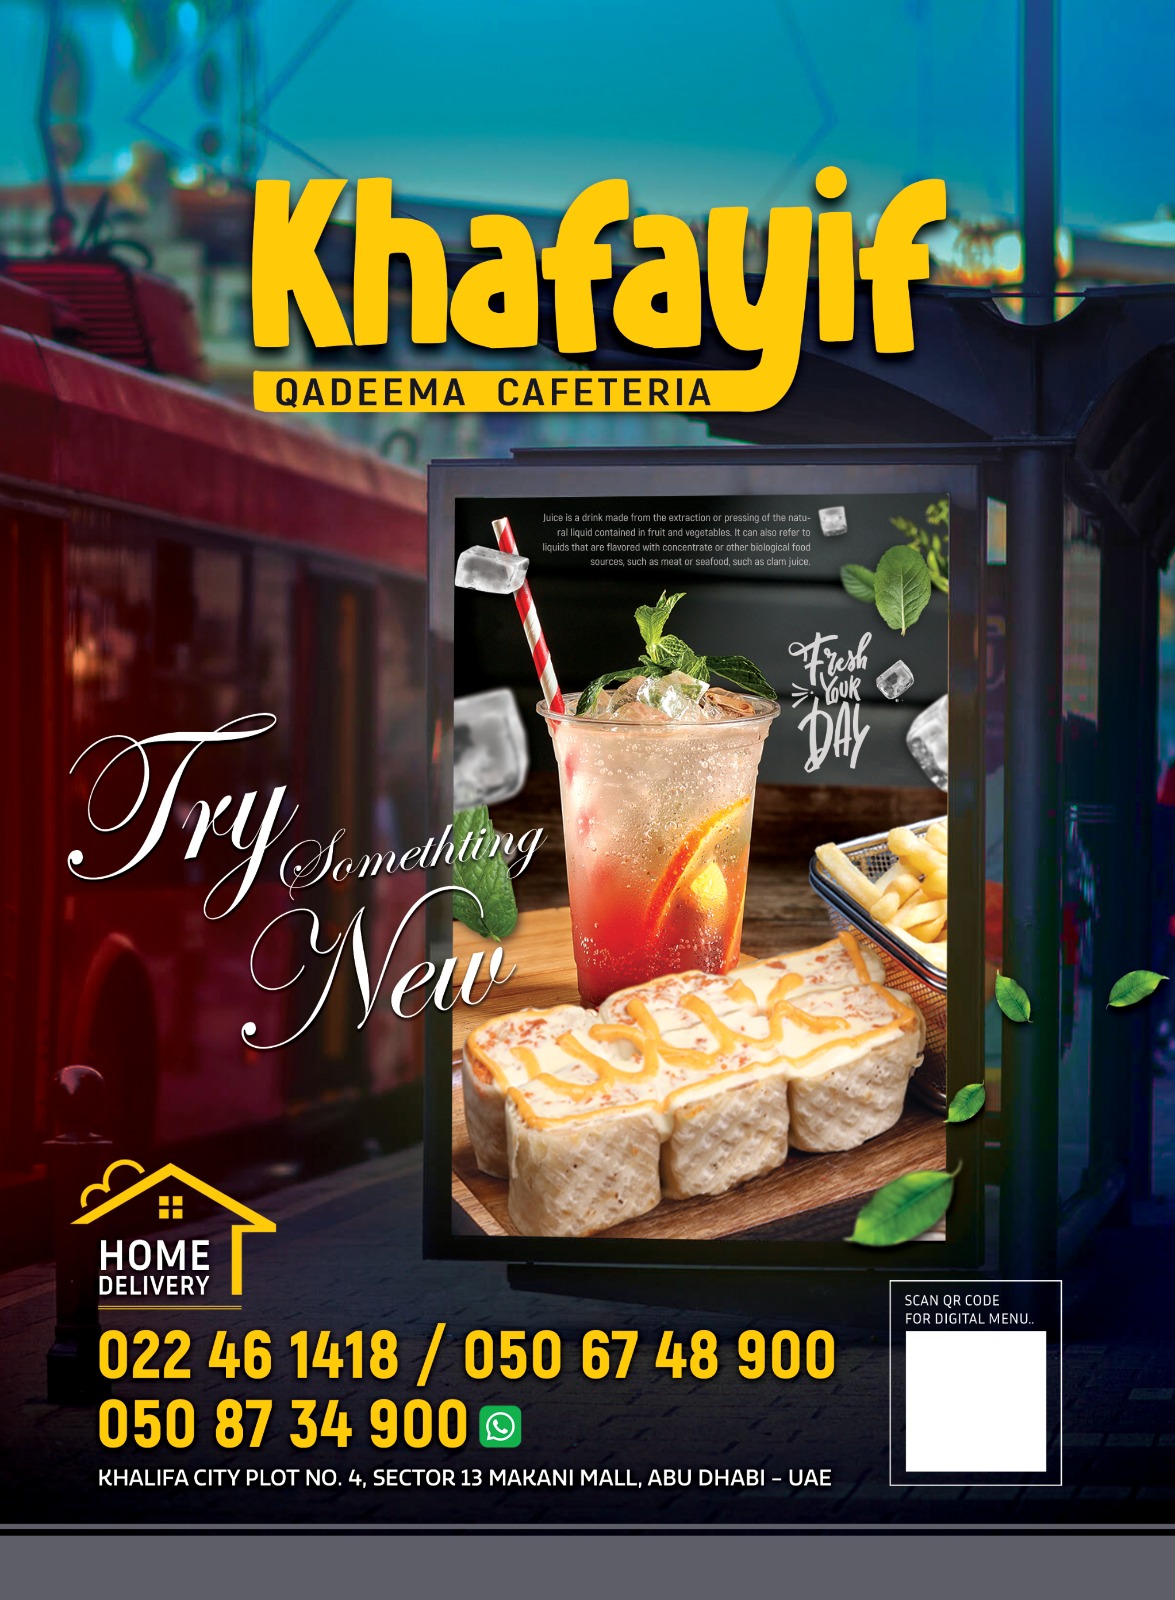 Khafayif
QADEEMA CAFETERIA
Juice is a drink made from the extraction or pressing of the natu-
ral liquid contained in fruit and vegetables. It can also refer to
liquids that are flavored with concentrate or other biological food
sources, such as meat or seafood, such as clam juice.
Fresh
YOUR
DAY
Try
Somethting
New
HOME
DELIVERY
022 46 1418 / 050 67 48 900
050 87 34 900
KHALIFA CITY PLOT NO. 4, SECTOR 13 MAKANI MALL, ABU DHABI – UAE
SCAN QR CODE
FOR DIGITAL MENU..